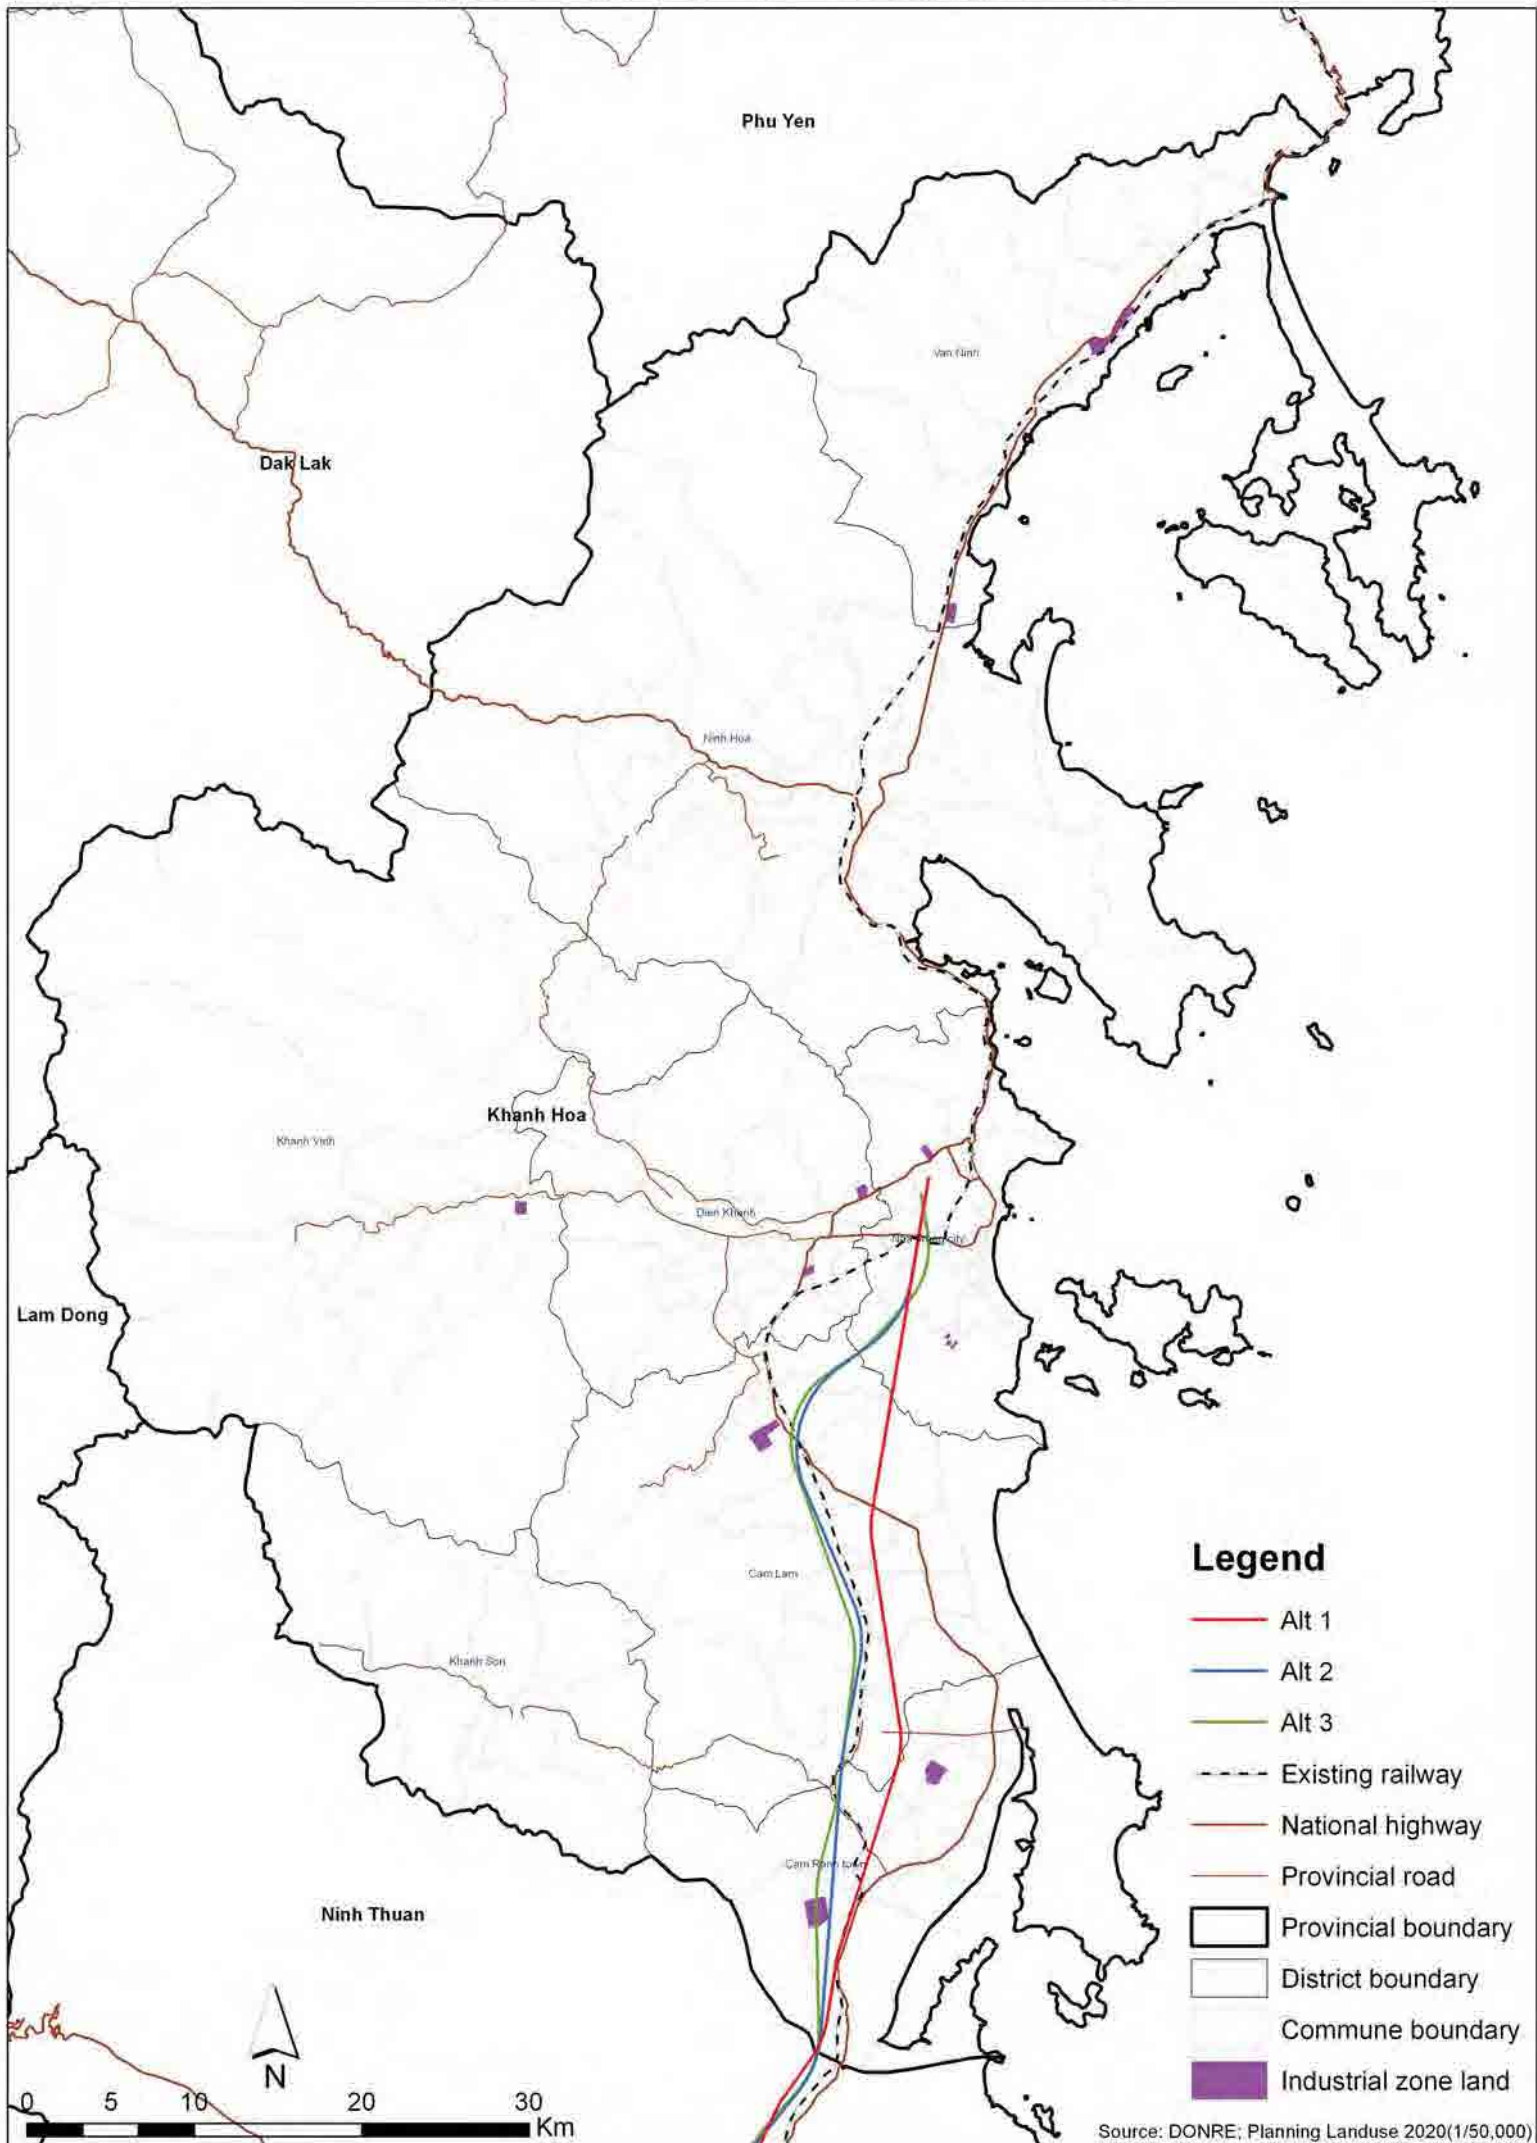 Phu Yen
Van Ninh
Dak Lak
Ninh Hoa
Khanh Hoa
Khanh Vinh
Dien Khanh
Lam Dong
Cam Lam
Khanh Son
Cam Ranh town
Ninh Thuan
N
0 5 10 20 30
Km
Legend
Alt 1
Alt 2
Alt 3
Existing railway
National highway
Provincial road
Provincial boundary
District boundary
Commune boundary
Industrial zone land
Source: DONRE; Planning Landuse 2020(1/50,000)